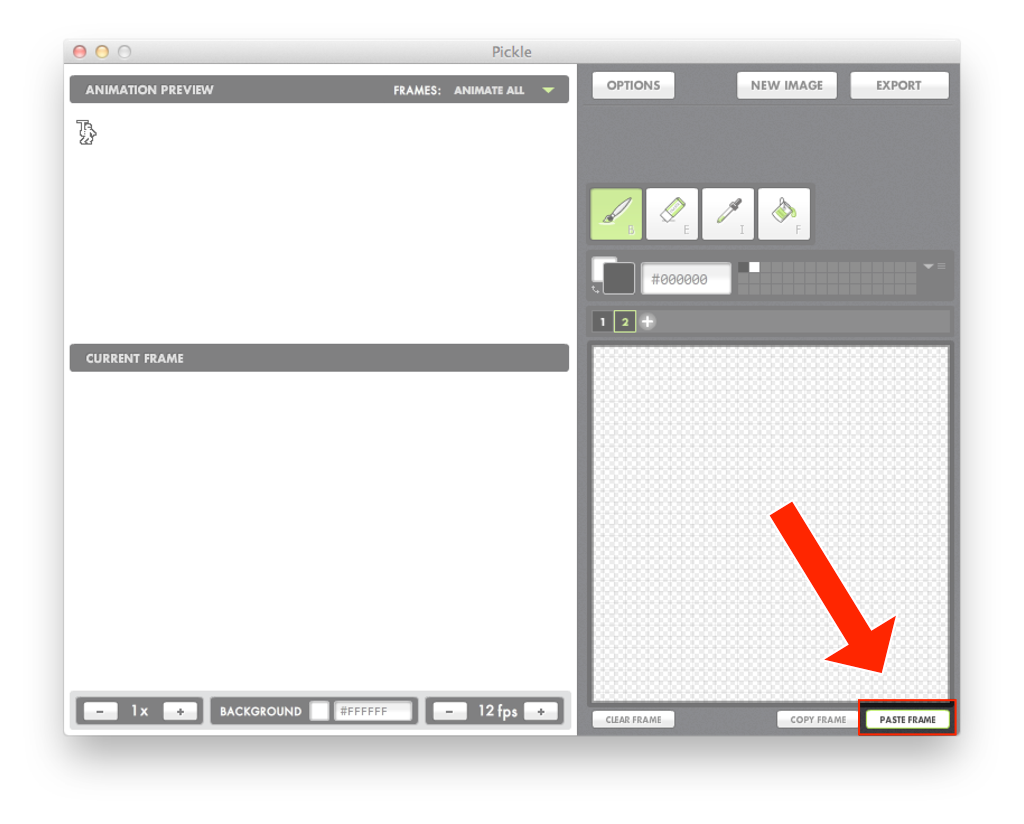 Pickle
ANIMATION PREVIEW
FRAMES: ANIMATE ALL
OPTIONS
NEW IMAGE
EXPORT
B
E
I
F
#000000
1
2
+
CURRENT FRAME
- 1x +
BACKGROUND #FFFFFF
- 12 fps +
CLEAR FRAME
COPY FRAME
PASTE FRAME